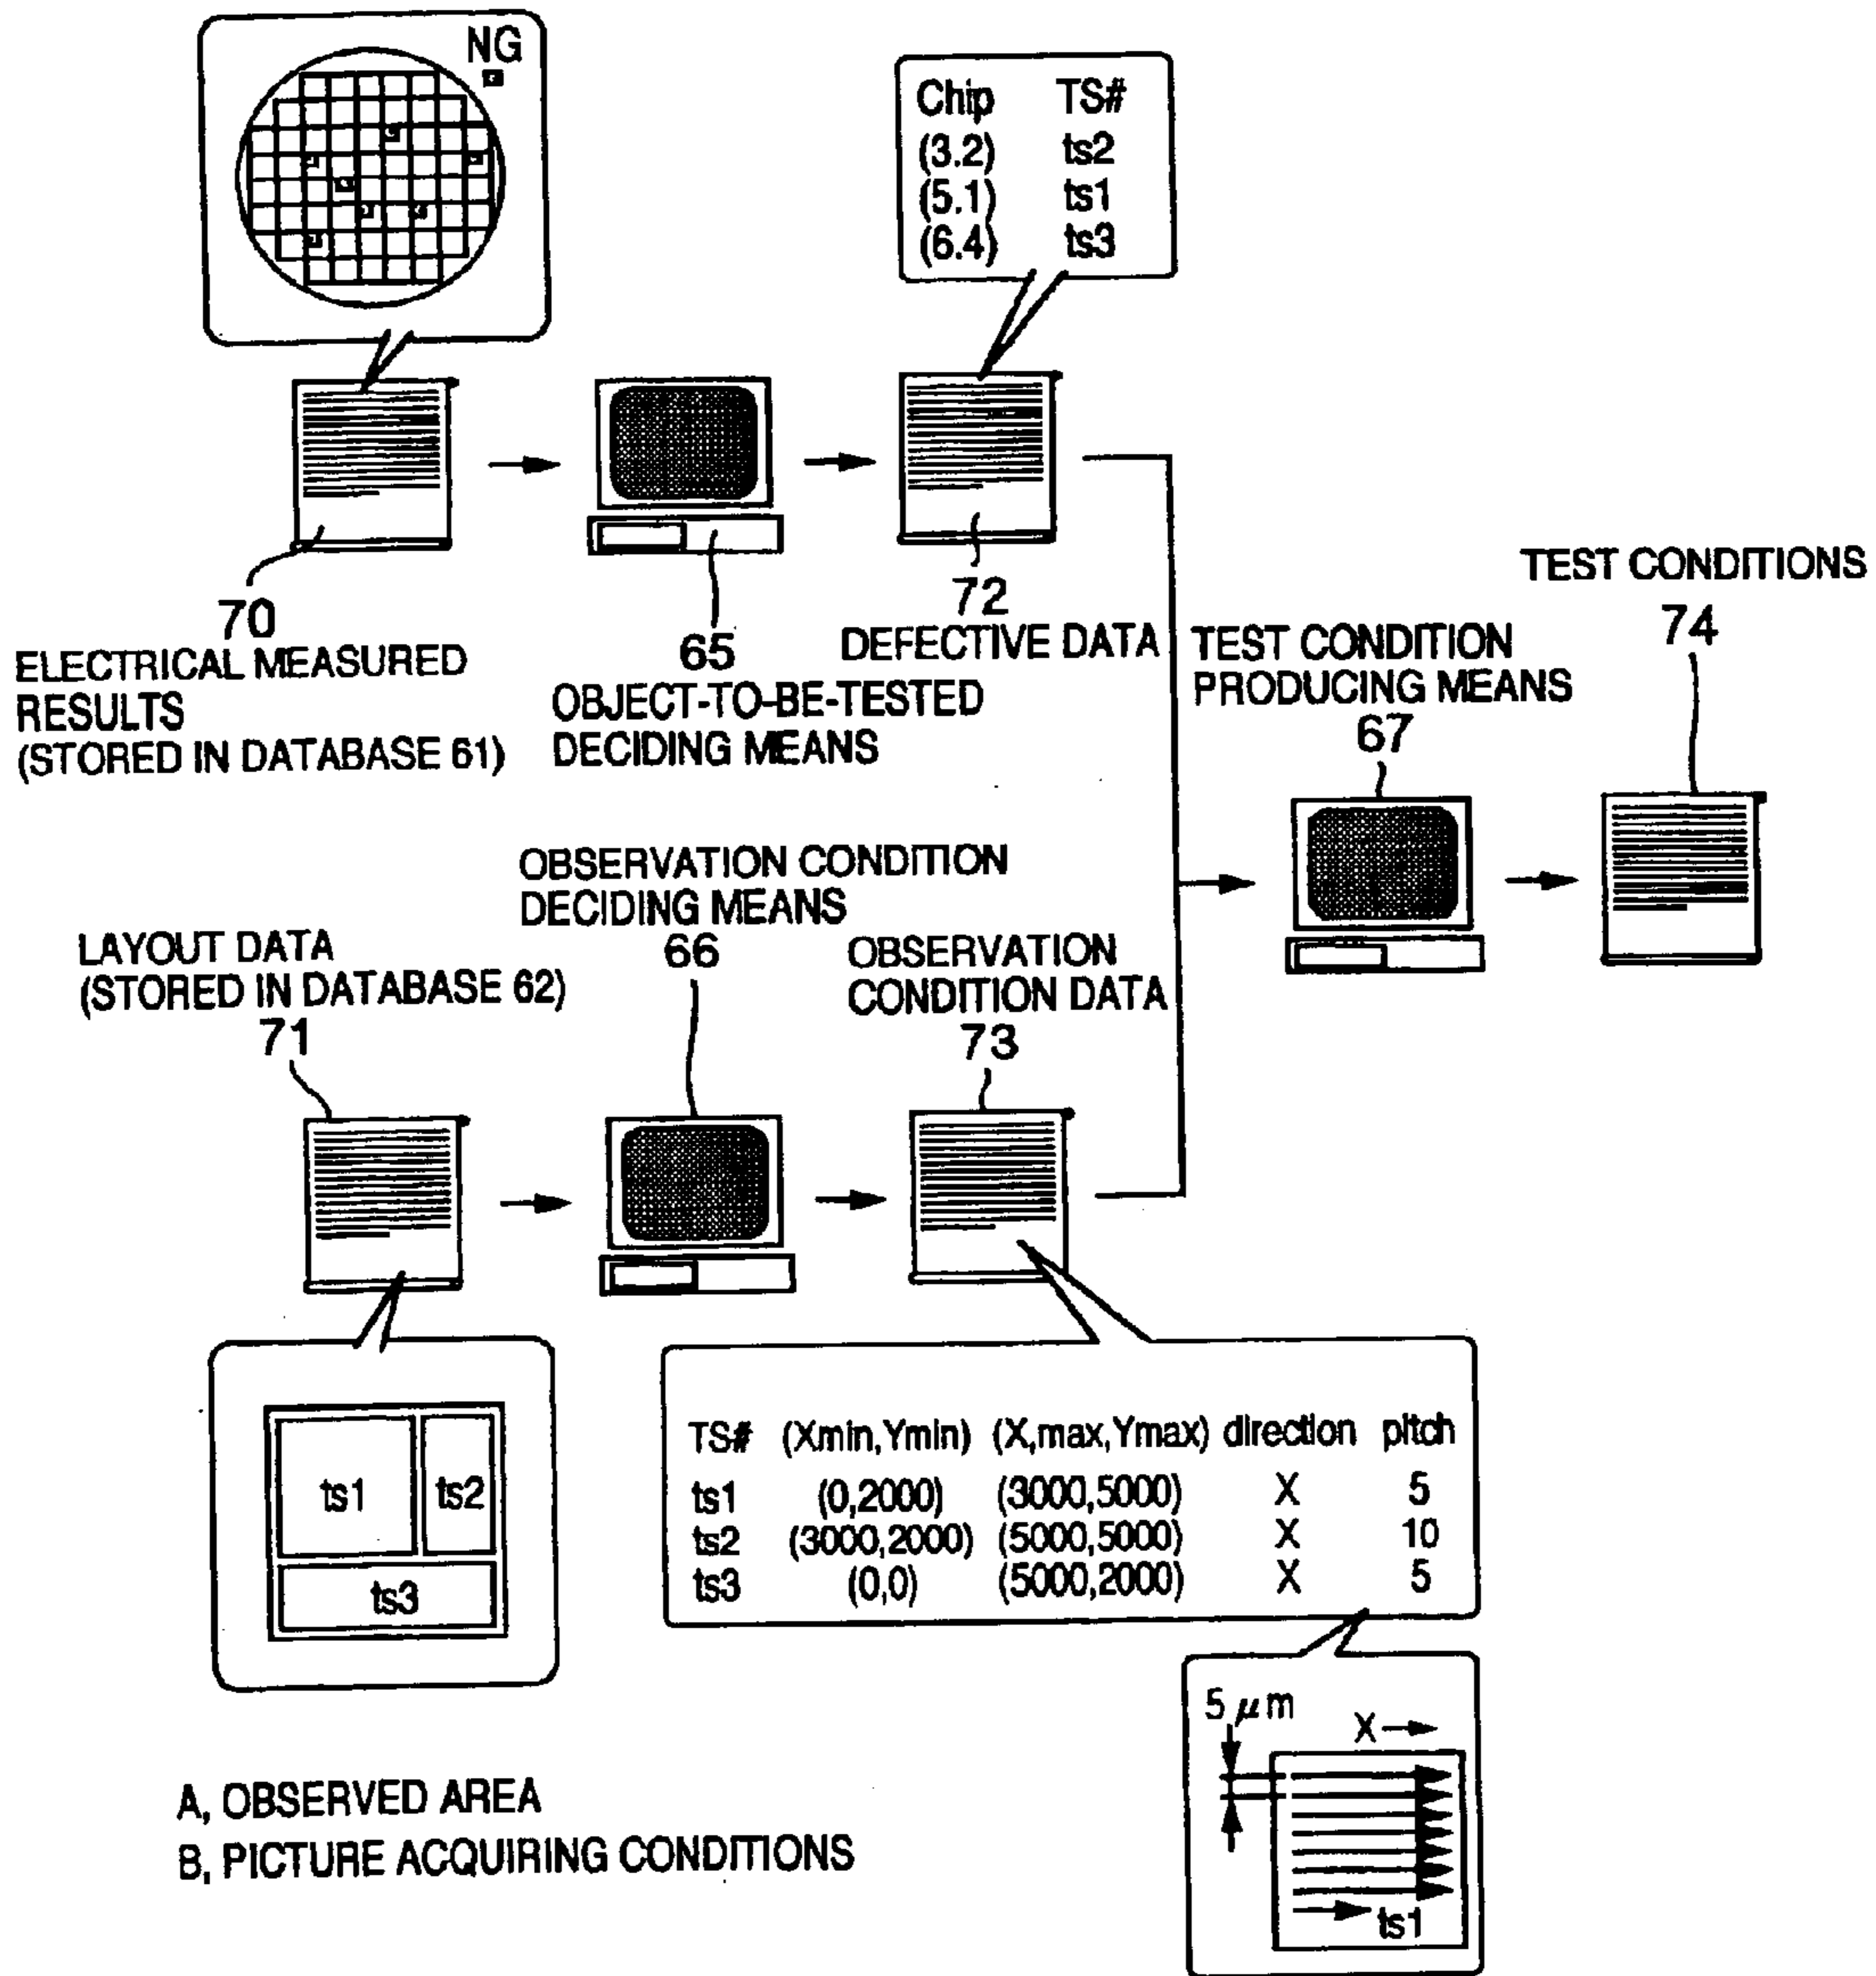 NG
Chip TS#
(3.2) ts2
(5.1) ts1
(6.4) ts3
70
ELECTRICAL MEASURED
RESULTS
(STORED IN DATABASE 61)
65
OBJECT-TO-BE-TESTED
DECIDING MEANS
72
DEFECTIVE DATA
TEST CONDITION
PRODUCING MEANS
67
TEST CONDITIONS
74
LAYOUT DATA
(STORED IN DATABASE 62)
71
OBSERVATION CONDITION
DECIDING MEANS
66
OBSERVATION
CONDITION DATA
73
ts1 ts2
ts3
TS# (Xmin,Ymin) (X,max,Ymax) direction pitch
ts1 (0,2000) (3000,5000) X 5
ts2 (3000,2000) (5000,5000) X 10
ts3 (0,0) (5000,2000) X 5
5 μm
X
ts1
A, OBSERVED AREA
B, PICTURE ACQUIRING CONDITIONS